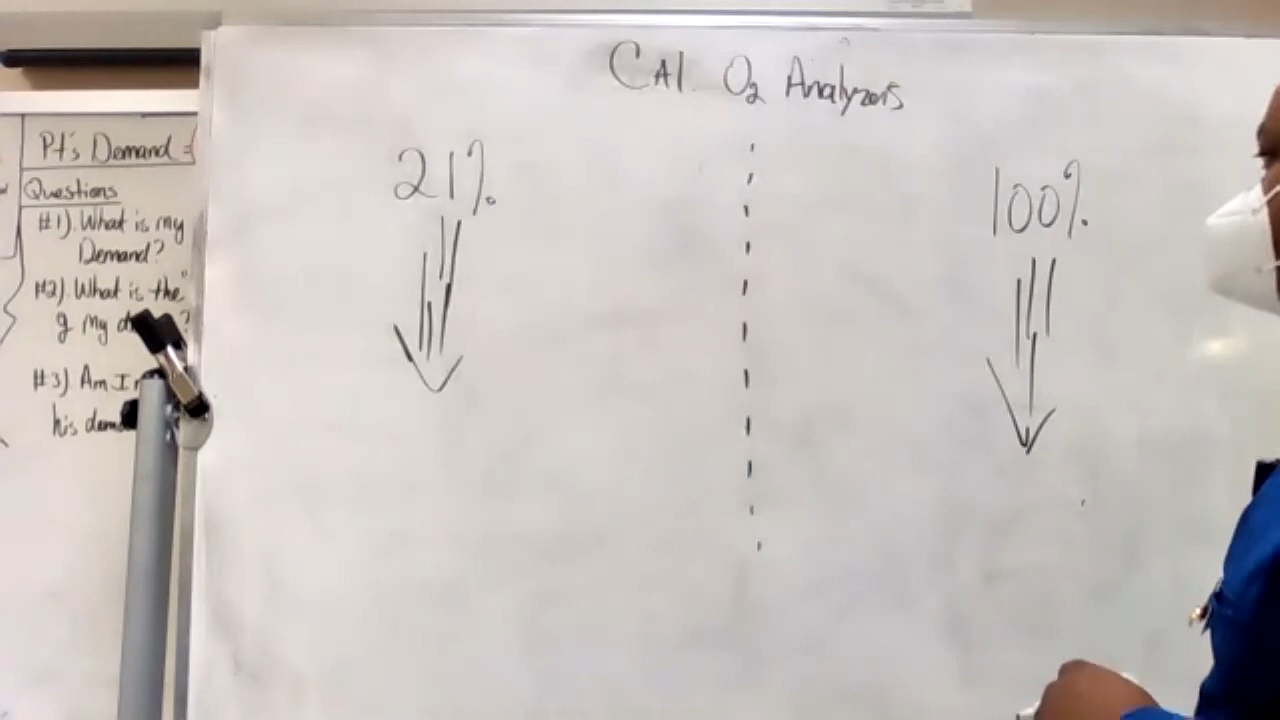 Cal. O2 Analyzers
21%.
100%.
Pt's Demand =
Questions
#1). What is my
Demand?
#2). What is the"
g my ?
#3). Am I
his dem